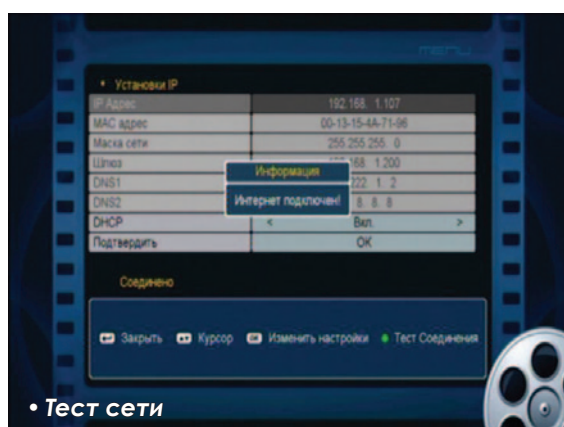 menu
• Установки IP
IP Адрес 192.168. 1.107
MAC адрес 00-13-15-4A-71-96
Маска сети 255.255.255. 0
Шлюз 168. 1.200
DNS1 222. 1. 2
DNS2 8. 8. 8
DHCP < Вкл. >
Подтвердить OK
Информация
Интернет подключен!
Соединено
Закрыть Курсор OK Изменить настройки Тест Соединения
• Тест сети